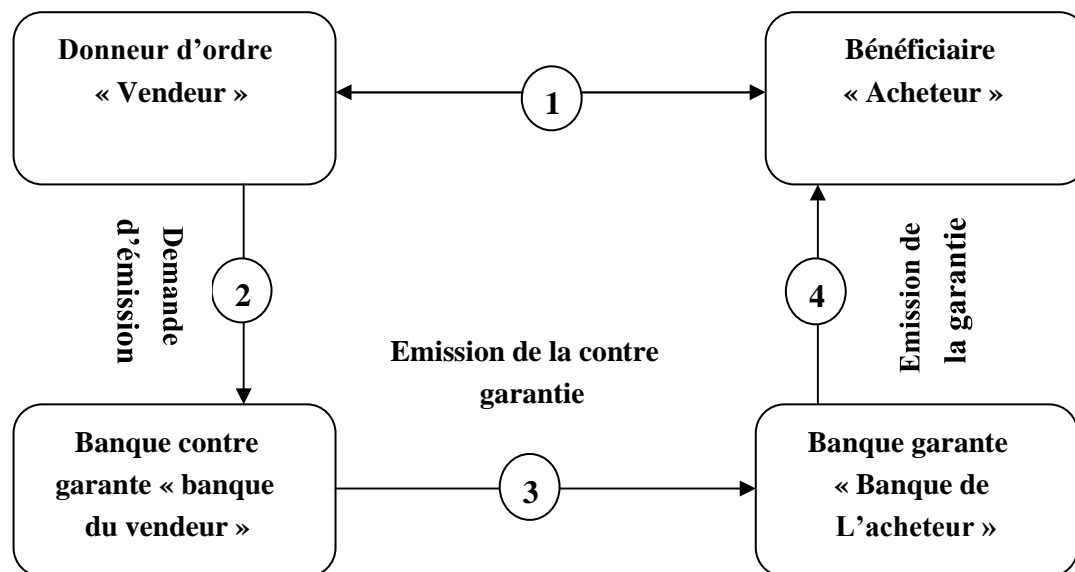 Donneur d’ordre
« Vendeur »
Bénéficiaire
« Acheteur »
1
Demande
d’émission
2
4
Emission de
la garantie
Emission de la contre
garantie
Banque contre
garante « banque
du vendeur »
3
Banque garante
« Banque de
L’acheteur »